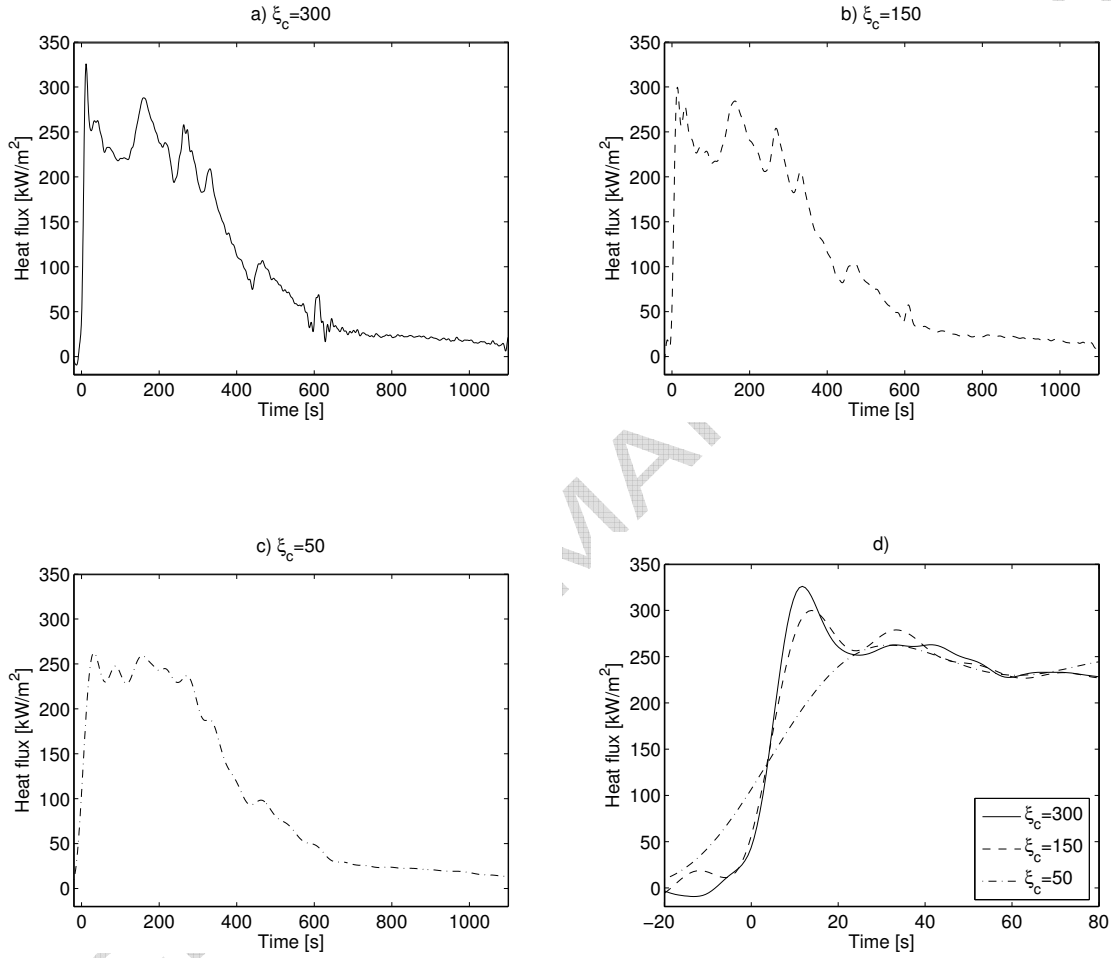 a) ξc=300
350
300
250
200
150
100
50
0
Heat flux [kW/m²]
0 200 400 600 800 1000
Time [s]
b) ξc=150
350
300
250
200
150
100
50
0
Heat flux [kW/m²]
0 200 400 600 800 1000
Time [s]
MA
c) ξc=50
350
300
250
200
150
100
50
0
Heat flux [kW/m²]
0 200 400 600 800 1000
Time [s]
d)
350
300
250
200
150
100
50
0
Heat flux [kW/m²]
ξc=300
ξc=150
ξc=50
−20 0 20 40 60 80
Time [s]